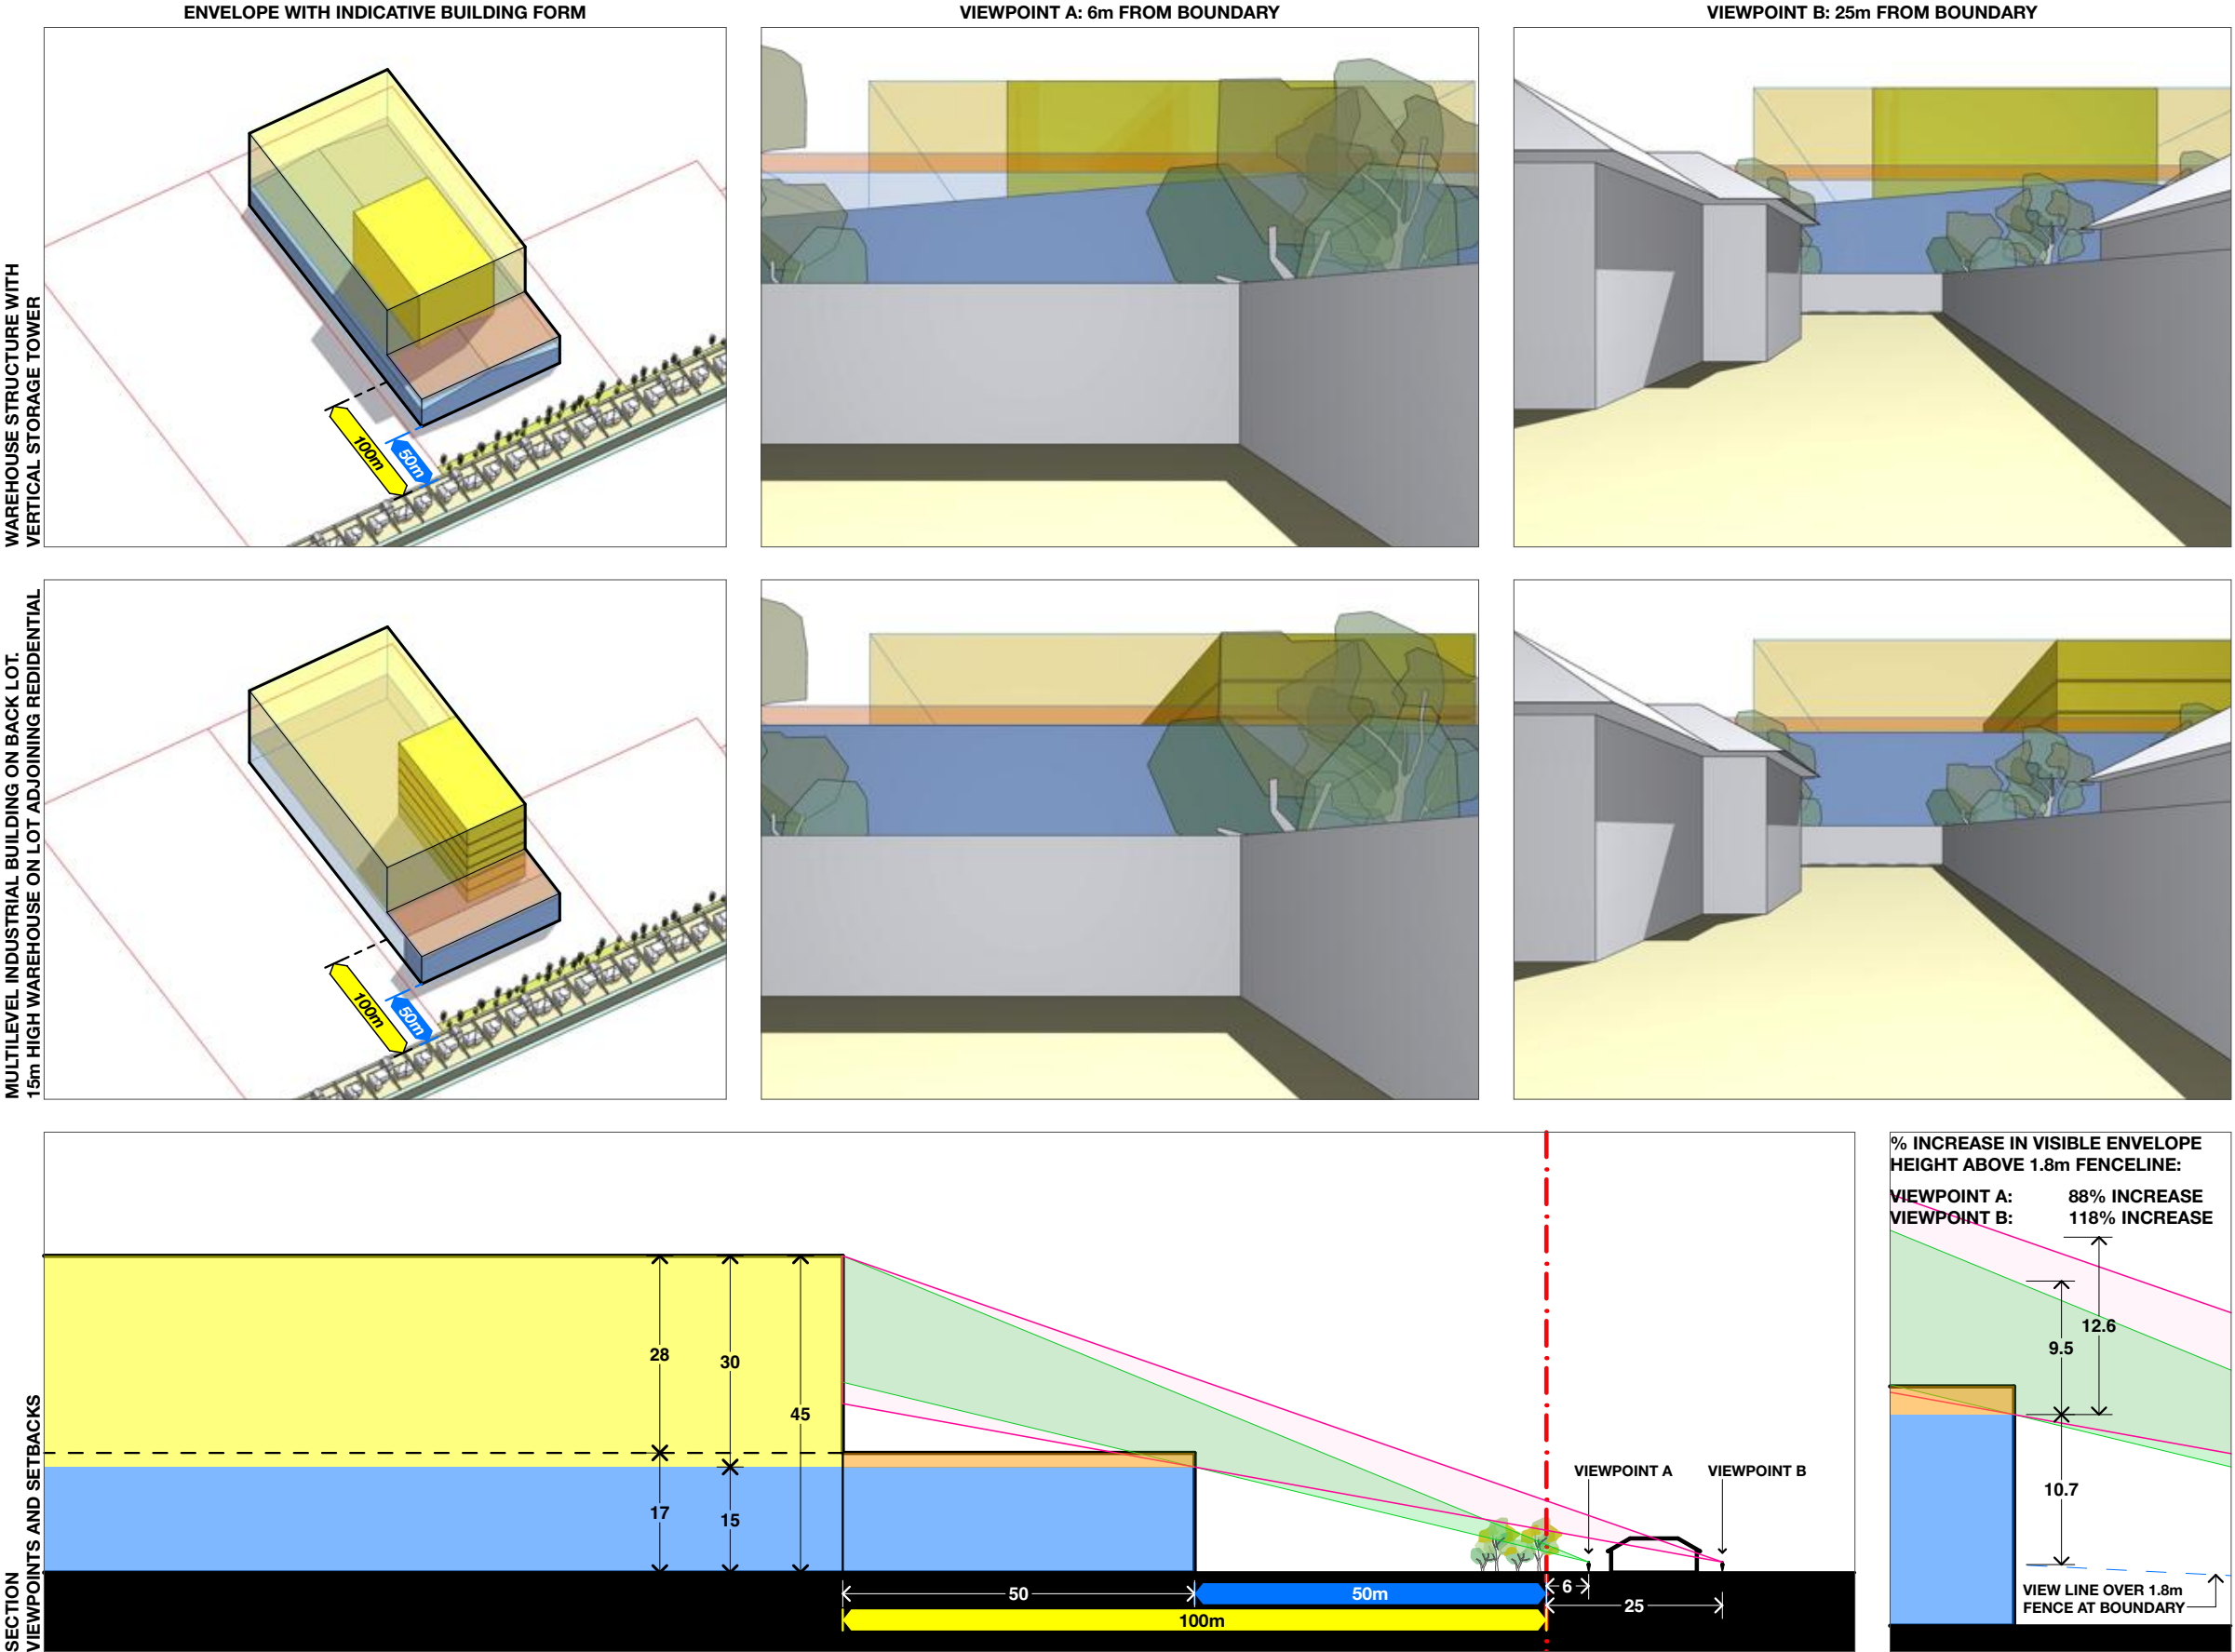 ENVELOPE WITH INDICATIVE BUILDING FORM
VIEWPOINT A: 6m FROM BOUNDARY
VIEWPOINT B: 25m FROM BOUNDARY
WAREHOUSE STRUCTURE WITH
VERTICAL STORAGE TOWER
100m
50m
MULTILEVEL INDUSTRIAL BUILDING ON BACK LOT.
15m HIGH WAREHOUSE ON LOT ADJOINING REDIDENTIAL
100m
50m
SECTION
VIEWPOINTS AND SETBACKS
28
30
45
17
15
VIEWPOINT A
VIEWPOINT B
50
50m
6
25
100m
% INCREASE IN VISIBLE ENVELOPE
HEIGHT ABOVE 1.8m FENCELINE:
VIEWPOINT A: 88% INCREASE
VIEWPOINT B: 118% INCREASE
12.6
9.5
10.7
VIEW LINE OVER 1.8m
FENCE AT BOUNDARY